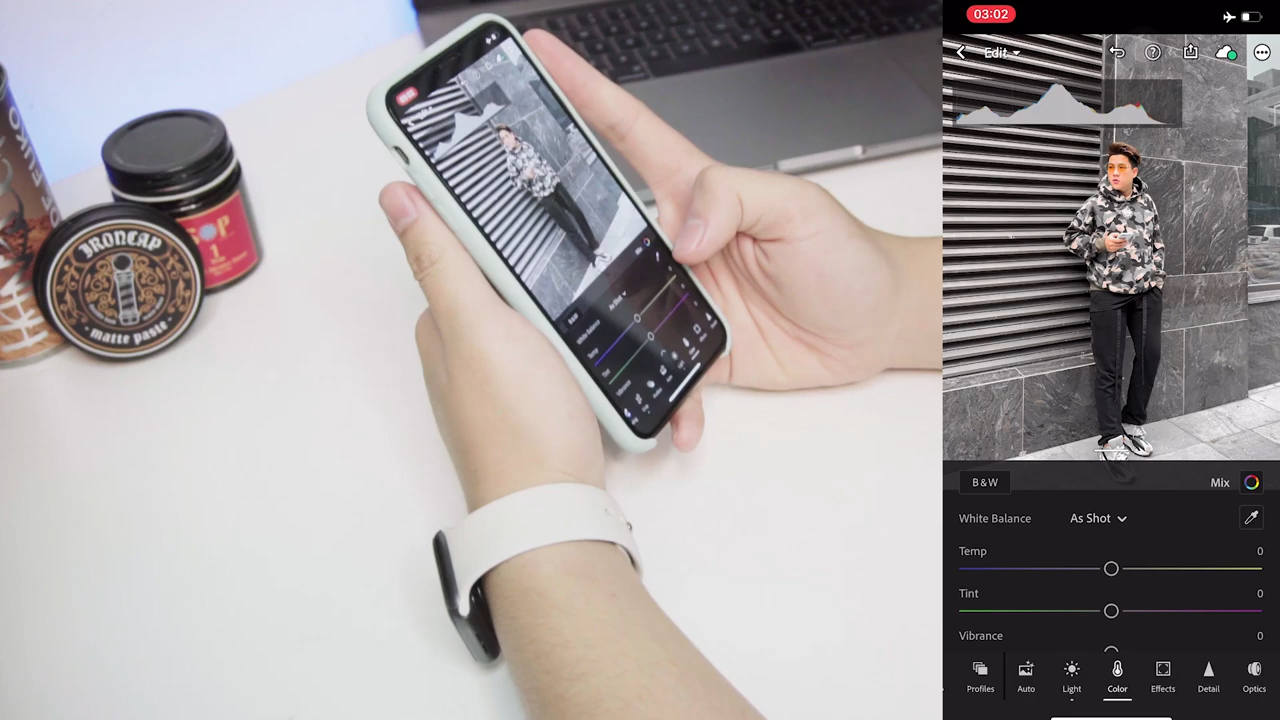 IRONCAP
matte paste
1
03:02
Edit
B & W
Mix
White Balance
As Shot
Temp
0
Tint
0
Vibrance
0
Profiles
Auto
Light
Color
Effects
Detail
Optics